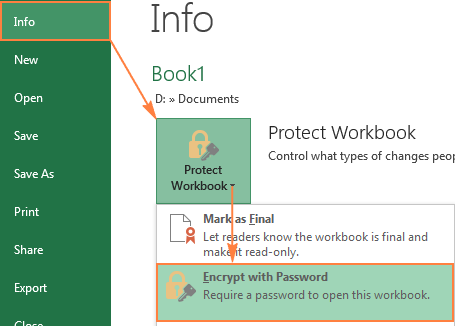 Info
New
Open
Save
Save As
Print
Share
Export
Close
Info
Book1
D: » Documents
Protect
Workbook
Protect Workbook
Control what types of changes peop
Mark as Final
Let readers know the workbook is final and
make it read-only.
Encrypt with Password
Require a password to open this workbook.